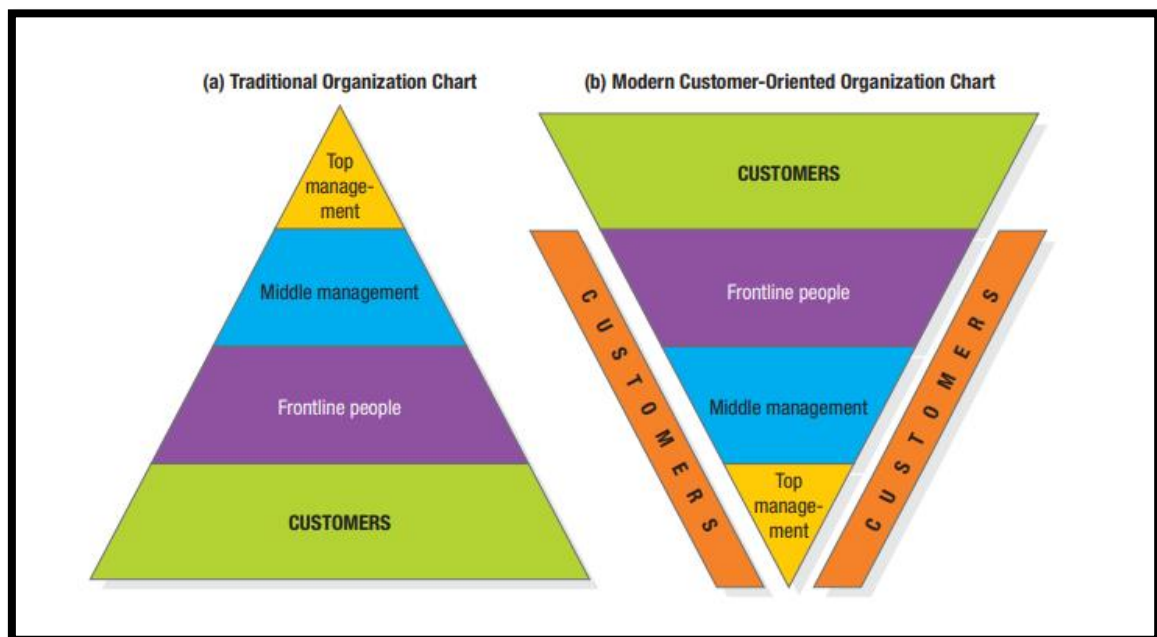 (a) Traditional Organization Chart
Top
manage-
ment
Middle management
Frontline people
CUSTOMERS
(b) Modern Customer-Oriented Organization Chart
CUSTOMERS
Frontline people
Middle management
Top
manage-
ment
CUSTOMERS
CUSTOMERS